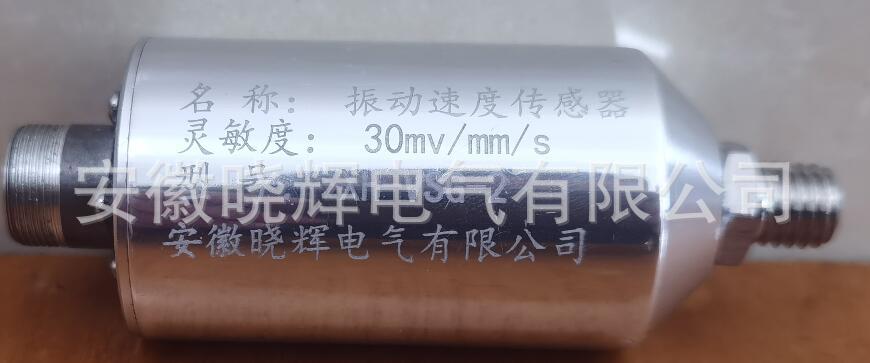 名 称： 振动速度传感器
灵敏度： 30mv/mm/s
安徽晓辉电气有限公司
安徽晓辉电气有限公司